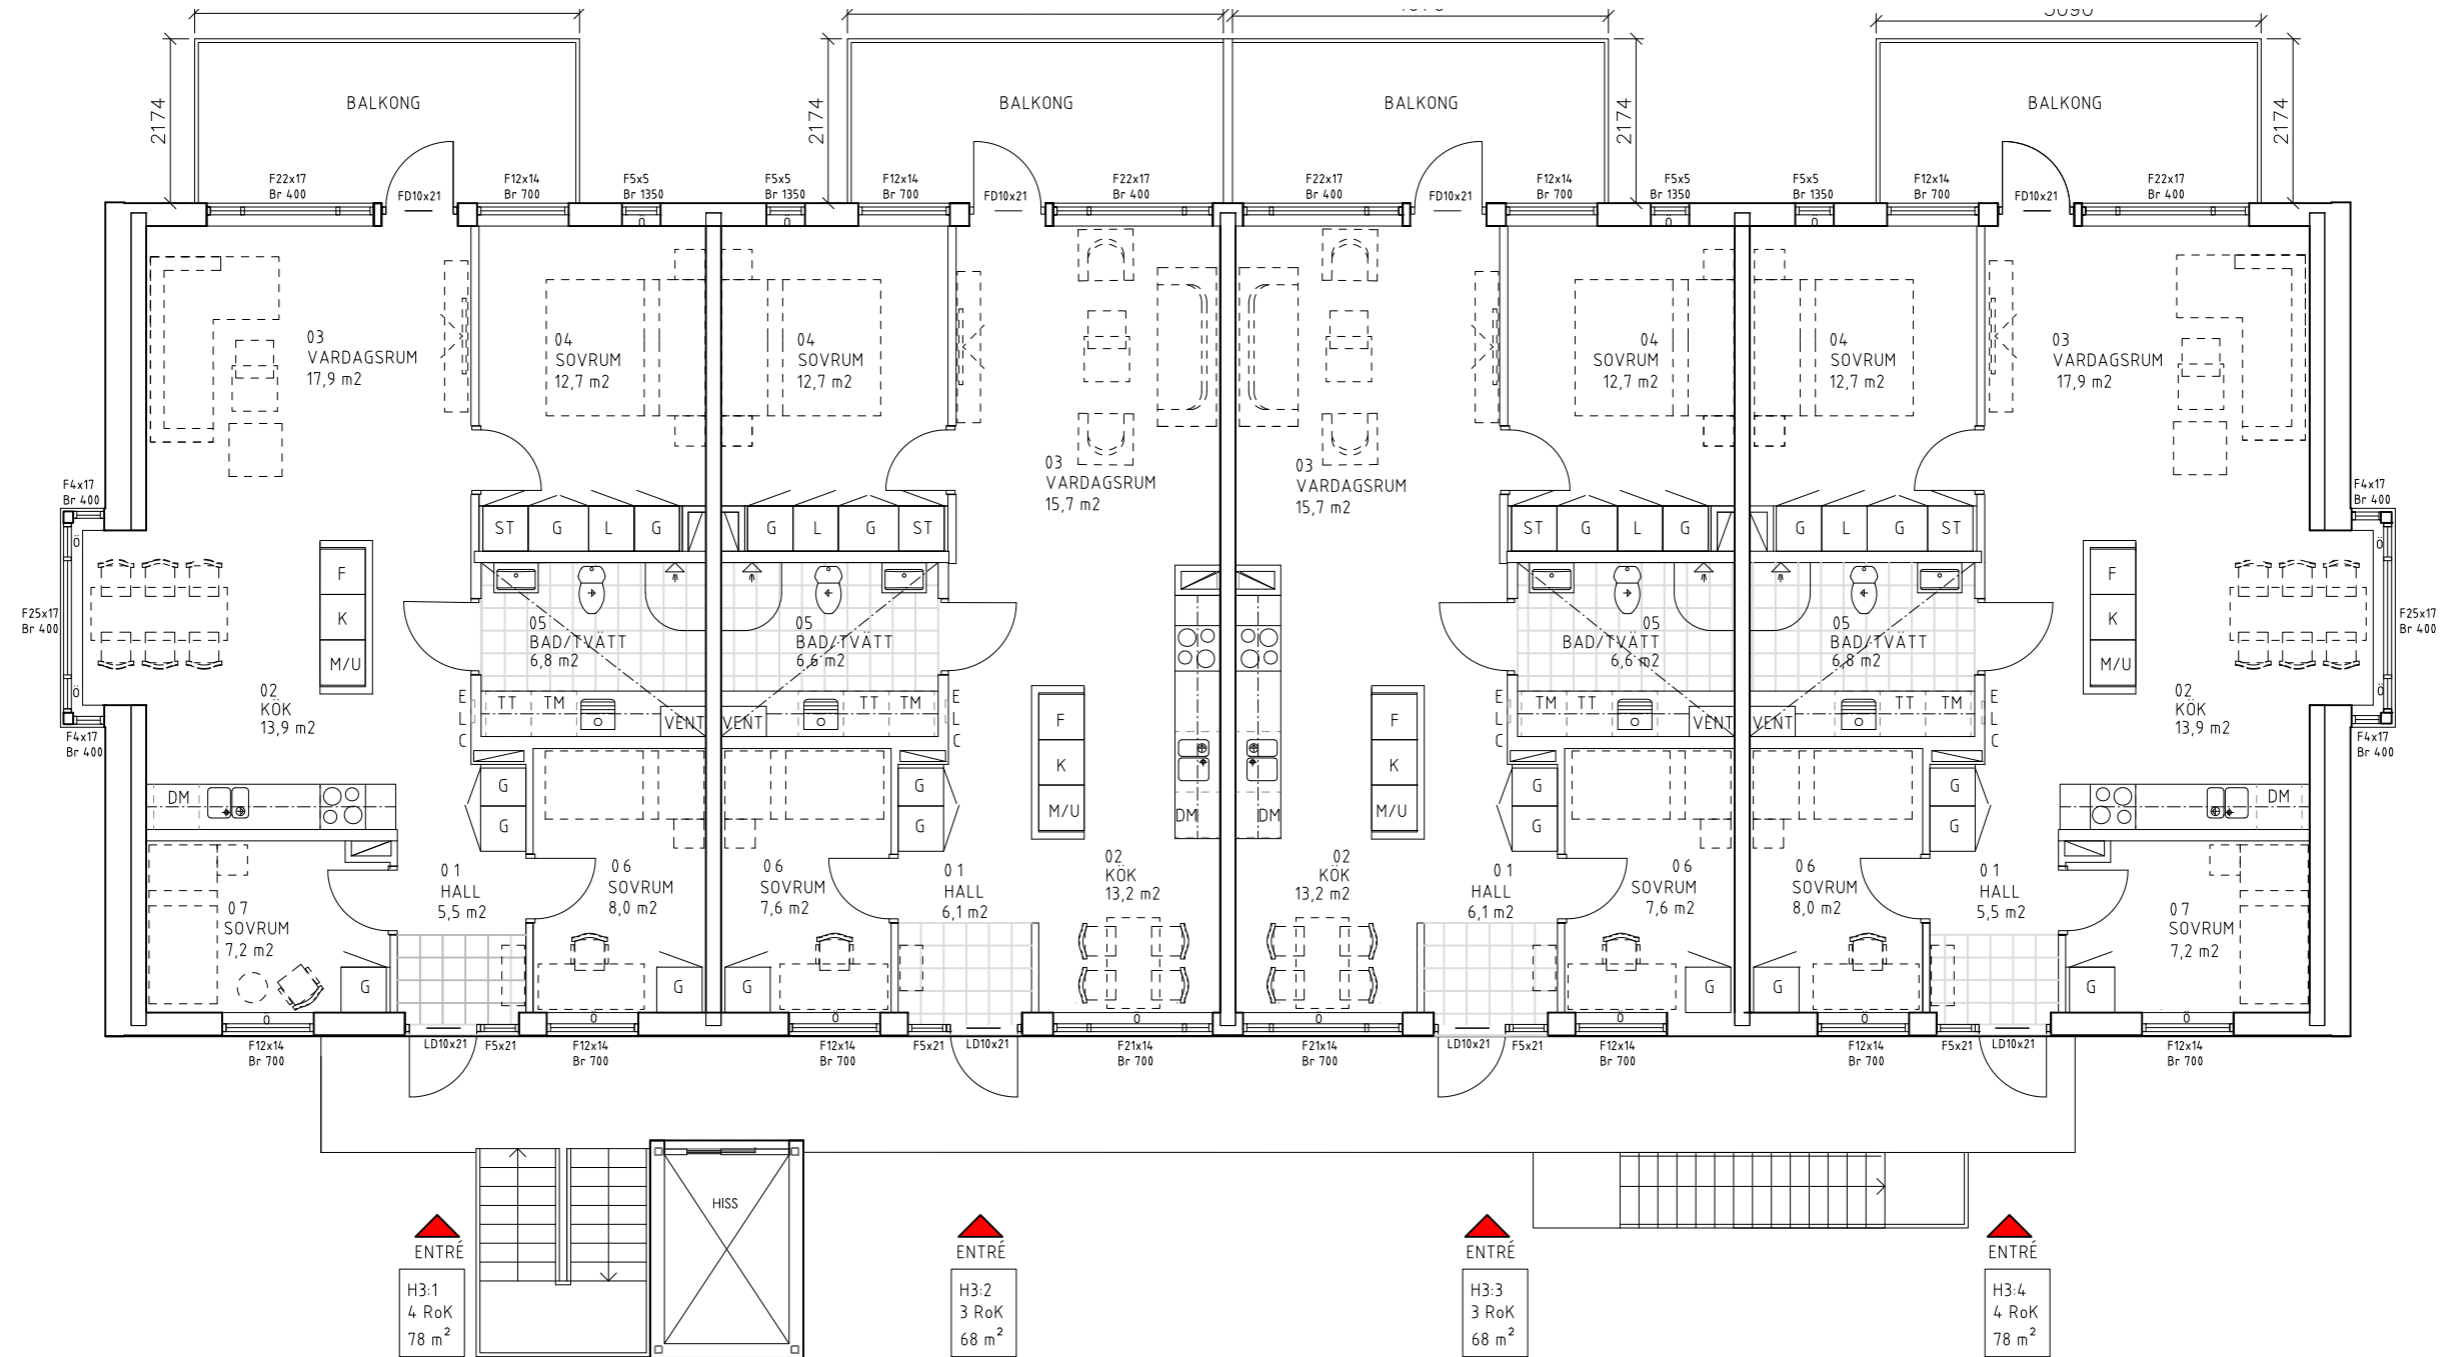 BALKONG
BALKONG
BALKONG
BALKONG
2174
2174
2174
2174
F22x17
Br 400
FD10x21
F12x14
Br 700
F5x5
Br 1350
F5x5
Br 1350
F12x14
Br 700
FD10x21
F22x17
Br 400
F22x17
Br 400
FD10x21
F12x14
Br 700
F5x5
Br 1350
F5x5
Br 1350
F12x14
Br 700
FD10x21
F22x17
Br 400
Ö
Ö
Ö
Ö
03
VARDAGSRUM
17,9 m2
04
SOVRUM
12,7 m2
04
SOVRUM
12,7 m2
03
VARDAGSRUM
15,7 m2
03
VARDAGSRUM
15,7 m2
04
SOVRUM
12,7 m2
04
SOVRUM
12,7 m2
03
VARDAGSRUM
17,9 m2
F4x17
Br 400
F4x17
Br 400
ST G L G
G L G ST
ST G L G
G L G ST
Ö
Ö
F25x17
Br 400
Ö
Ö
F25x17
Br 400
F
K
M/U
F
K
M/U
05
BAD/TVÄTT
6,8 m2
05
BAD/TVÄTT
6,6 m2
05
BAD/TVÄTT
6,6 m2
05
BAD/TVÄTT
6,8 m2
E
L
C
TT TM VENT
VENT TT TM
E
L
C
E
L
C
TM TT VENT
VENT TT TM
E
L
C
F
K
M/U
F
K
M/U
02
KÖK
13,9 m2
02
KÖK
13,9 m2
F4x17
Br 400
F4x17
Br 400
DM
DM
DM
DM
G
G
G
G
G
G
G
G
07
SOVRUM
7,2 m2
01
HALL
5,5 m2
06
SOVRUM
8,0 m2
06
SOVRUM
7,6 m2
01
HALL
6,1 m2
02
KÖK
13,2 m2
02
KÖK
13,2 m2
01
HALL
6,1 m2
06
SOVRUM
7,6 m2
06
SOVRUM
8,0 m2
01
HALL
5,5 m2
07
SOVRUM
7,2 m2
G
G
G
G
G
G
Ö
Ö
Ö
Ö
Ö
Ö
Ö
Ö
F12x14
Br 700
LD10x21
F5x21
F12x14
Br 700
F12x14
Br 700
F5x21
LD10x21
F21x14
Br 700
F21x14
Br 700
LD10x21
F5x21
F12x14
Br 700
F12x14
Br 700
F5x21
LD10x21
F12x14
Br 700
HISS
ENTRÉ
ENTRÉ
ENTRÉ
ENTRÉ
H3:1
4 RoK
78 m²
H3:2
3 RoK
68 m²
H3:3
3 RoK
68 m²
H3:4
4 RoK
78 m²